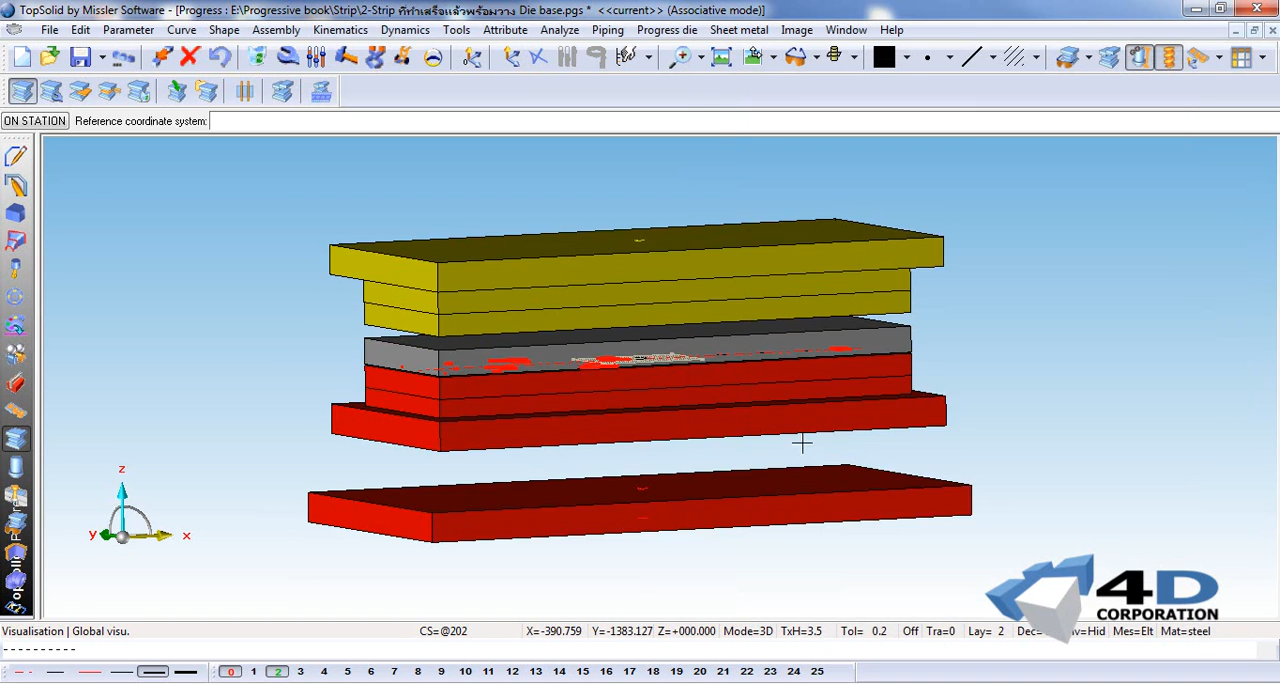 TopSolid by Missler Software - [Progress : E:\Progressive book\Strip\2-Strip ที่ทำเสร็จแล้วพร้อมวาง Die base.pgs *  <<current>> (Associative mode)]
File Edit Parameter Curve Shape Assembly Kinematics Dynamics Tools Attribute Analyze Piping Progress die Sheet metal Image Window Help
ON STATION Reference coordinate system:
z
y x
4D
CORPORATION
Visualisation | Global visu. CS=@202 X=-390.759 Y=-1383.127 Z=+000.000 Mode=3D TxH=3.5 Tol= 0.2 Off Tra=0 Lay= 2 Dec= Inv=Hid Mes=Elt Mat=steel
----------
0 1 2 3 4 5 6 7 8 9 10 11 12 13 14 15 16 17 18 19 20 21 22 23 24 25